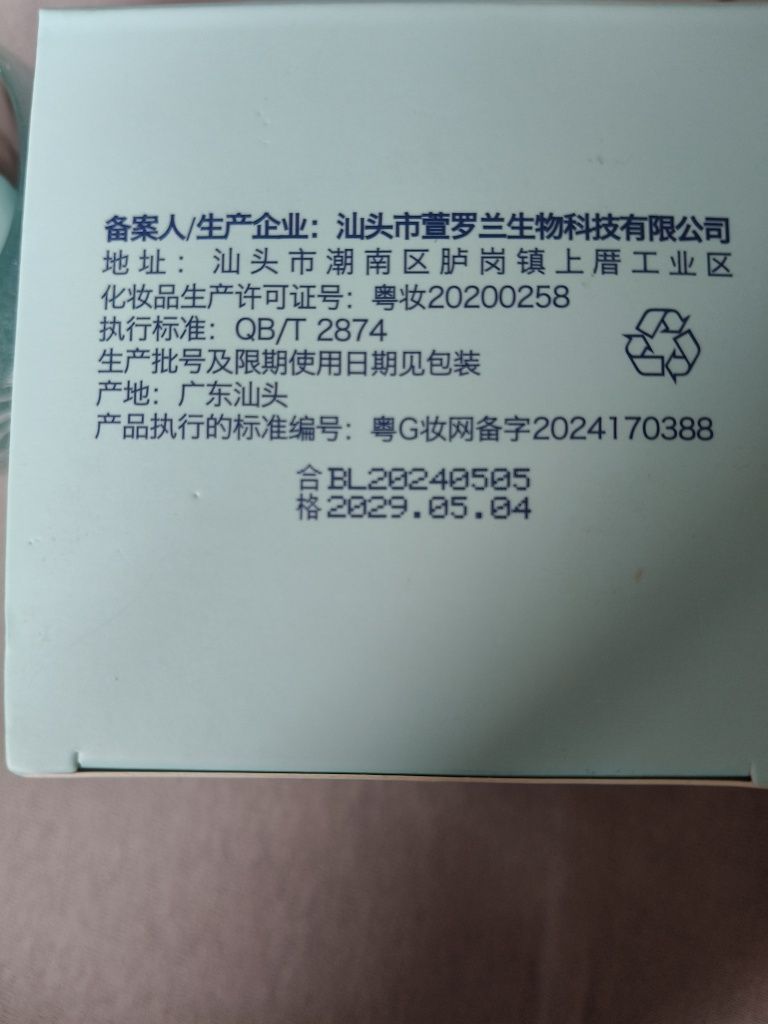 备案人/生产企业：汕头市萱罗兰生物科技有限公司
地址：汕头市潮南区胪岗镇上厝工业区
化妆品生产许可证号：粤妆20200258
执行标准：QB/T 2874
生产批号及限期使用日期见包装
产地：广东汕头
产品执行的标准编号：粤G妆网备字2024170388
合BL20240505
格2029.05.04